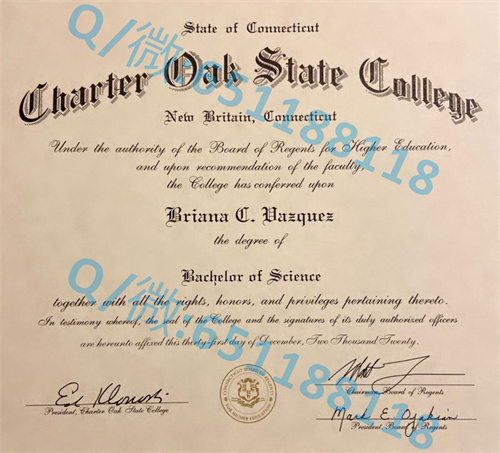 State of Connecticut
Charter Oak State College
New Britain, Connecticut
Under the authority of the Board of Regents for Higher Education,
and upon recommendation of the faculty,
the College has conferred upon
Briana C. Vazquez
the degree of
Bachelor of Science
together with all the rights, honors, and privileges pertaining thereto.
In testimony whereof, the seal of the College and the signatures of its duly authorized officers
are hereunto affixed this thirty-first day of December, Two Thousand Twenty.
Ed Klonoski
President, Charter Oak State College
Chairman, Board of Regents
Mark E. Ojakian
President, Board of Regents
Q/微:651188118
Q/微:651188118